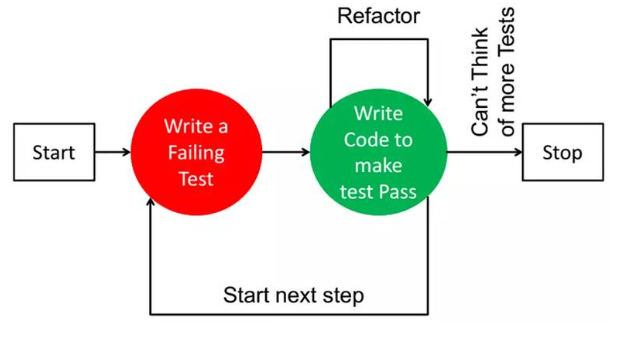 Refactor
Can't Think
of more Tests
Start
Write a
Failing
Test
Write
Code to
make
test Pass
Stop
Start next step